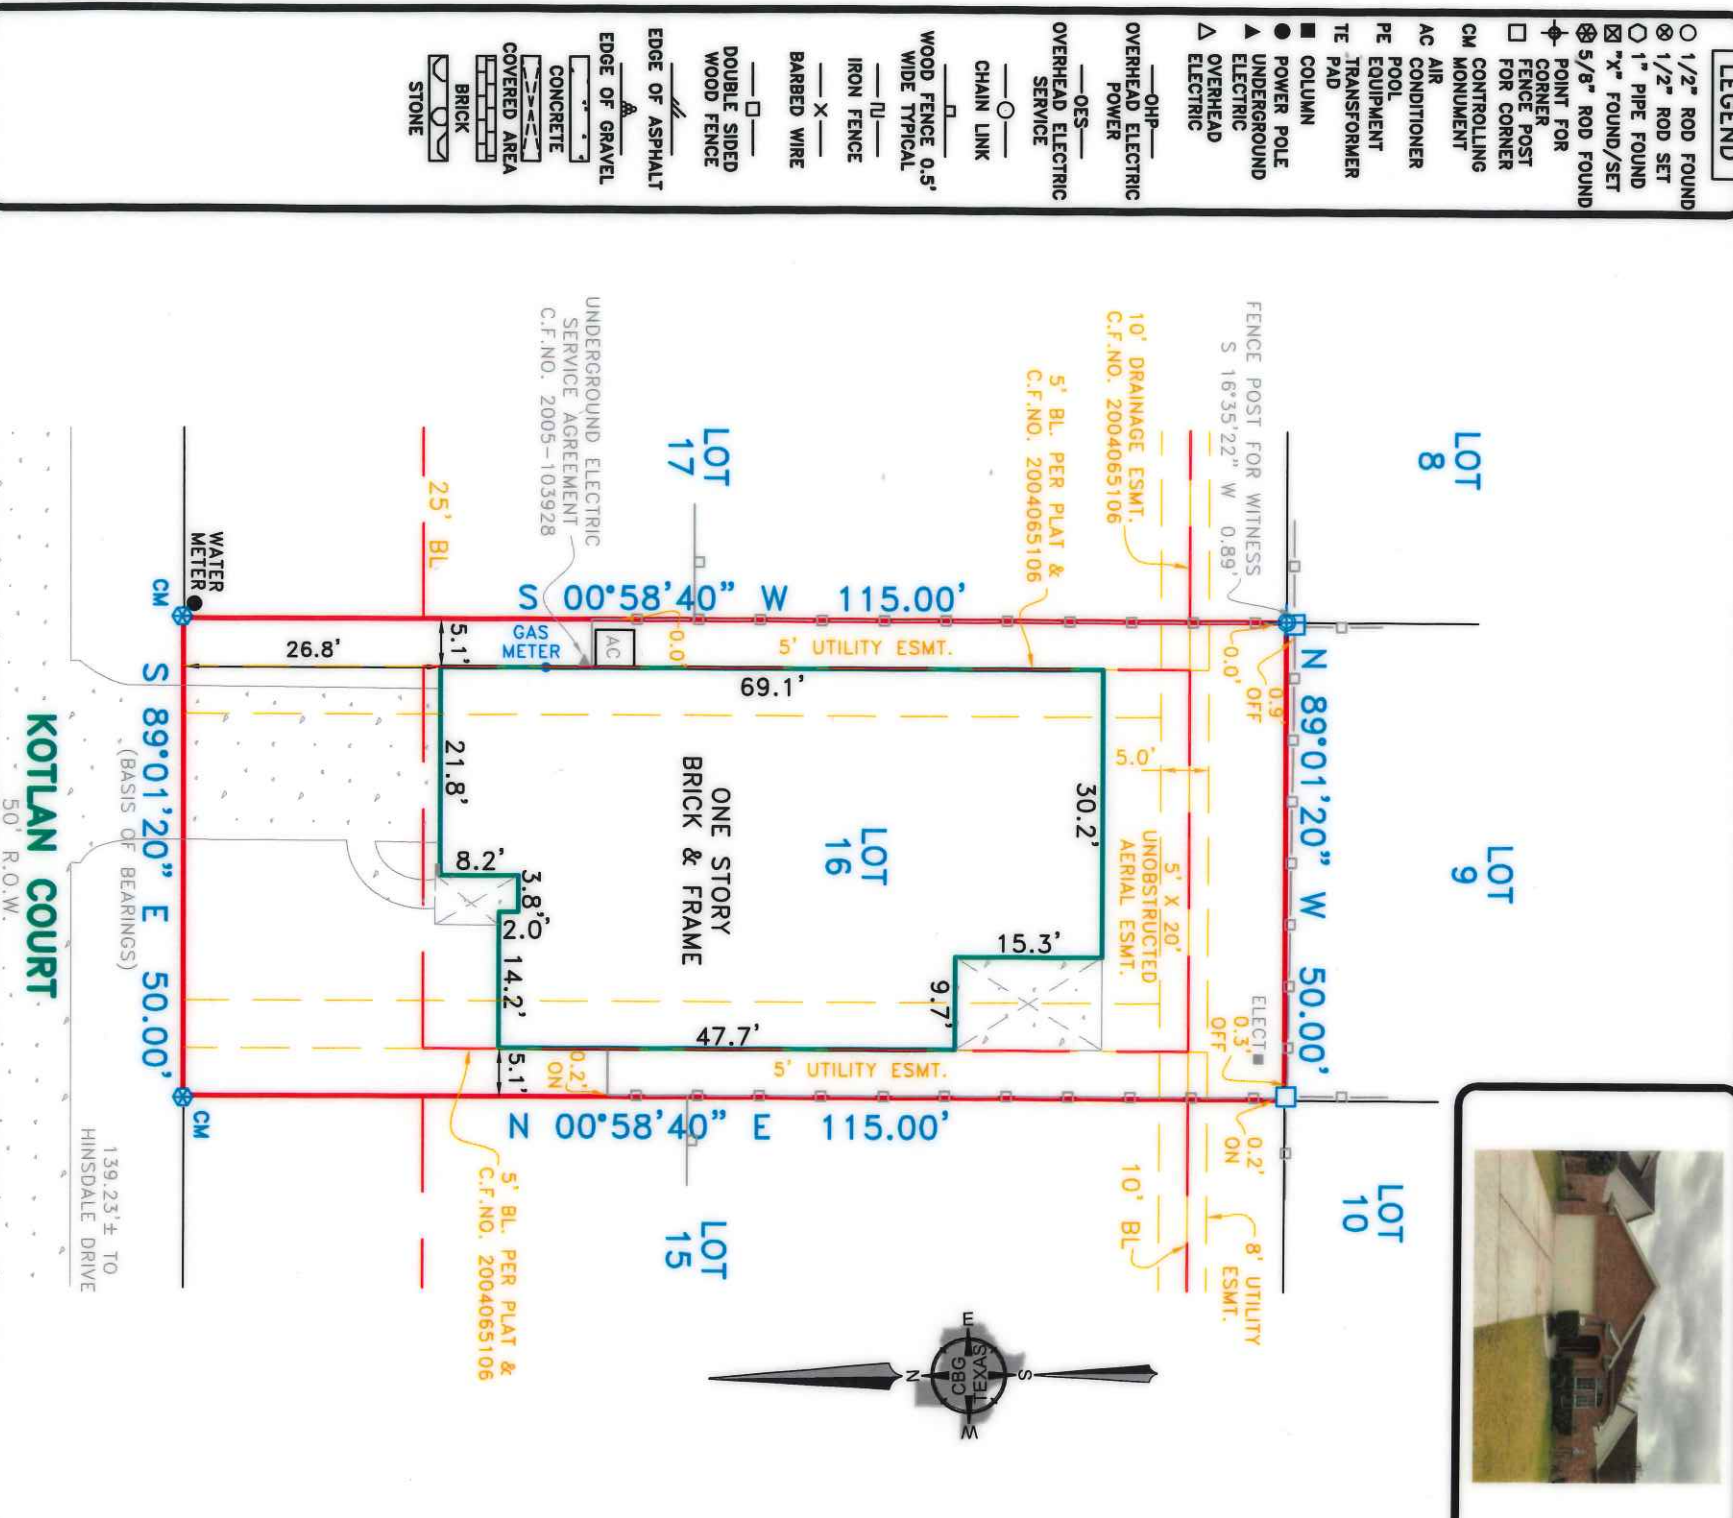 LEGEND
1/2" ROD FOUND
1/2" ROD SET
1" PIPE FOUND
"X" FOUND/SET
5/8" ROD FOUND
POINT FOR
CORNER
FENCE POST
FOR CORNER
CM CONTROLLING
MONUMENT
AC AIR
CONDITIONER
PE POOL
EQUIPMENT
TE TRANSFORMER
PAD
COLUMN
POWER POLE
UNDERGROUND
ELECTRIC
OVERHEAD
ELECTRIC
OHP
OVERHEAD ELECTRIC
POWER
OES
OVERHEAD ELECTRIC
SERVICE
CHAIN LINK
WOOD FENCE 0.5'
WIDE TYPICAL
IRON FENCE
BARBED WIRE
DOUBLE SIDED
WOOD FENCE
EDGE OF ASPHALT
EDGE OF GRAVEL
CONCRETE
COVERED AREA
BRICK
STONE
LOT
8
LOT
9
LOT
10
FENCE POST FOR WITNESS
S 16°35'22" W 0.89'
N 89°01'20" W 50.00'
0.9'
OFF
0.0'
ELECT
0.3'
OFF
0.2'
ON
8' UTILITY
ESMT.
10' BL
10' DRAINAGE ESMT.
C.F.NO. 2004065106
5' BL. PER PLAT &
C.F.NO. 2004065106
5.0'
5' X 20'
UNOBSTRUCTED
AERIAL ESMT.
30.2'
15.3'
9.7'
S 00°58'40" W 115.00'
5' UTILITY ESMT.
69.1'
LOT
16
ONE STORY
BRICK & FRAME
47.7'
5' UTILITY ESMT.
N 00°58'40" E 115.00'
LOT
17
LOT
15
0.0'
AC
UNDERGROUND ELECTRIC
SERVICE AGREEMENT
C.F.NO. 2005-103928
GAS
METER
0.2'
ON
5.1'
21.8'
8.2'
3.8'
2.0'
14.2'
5.1'
5' BL. PER PLAT &
C.F.NO. 2004065106
25' BL
26.8'
WATER
METER
CM
S 89°01'20" E 50.00'
CM
(BASIS OF BEARINGS)
139.23'± TO
HINSDALE DRIVE
KOTLAN COURT
50' R.O.W.
E
S
N
W
TEXAS
CBG